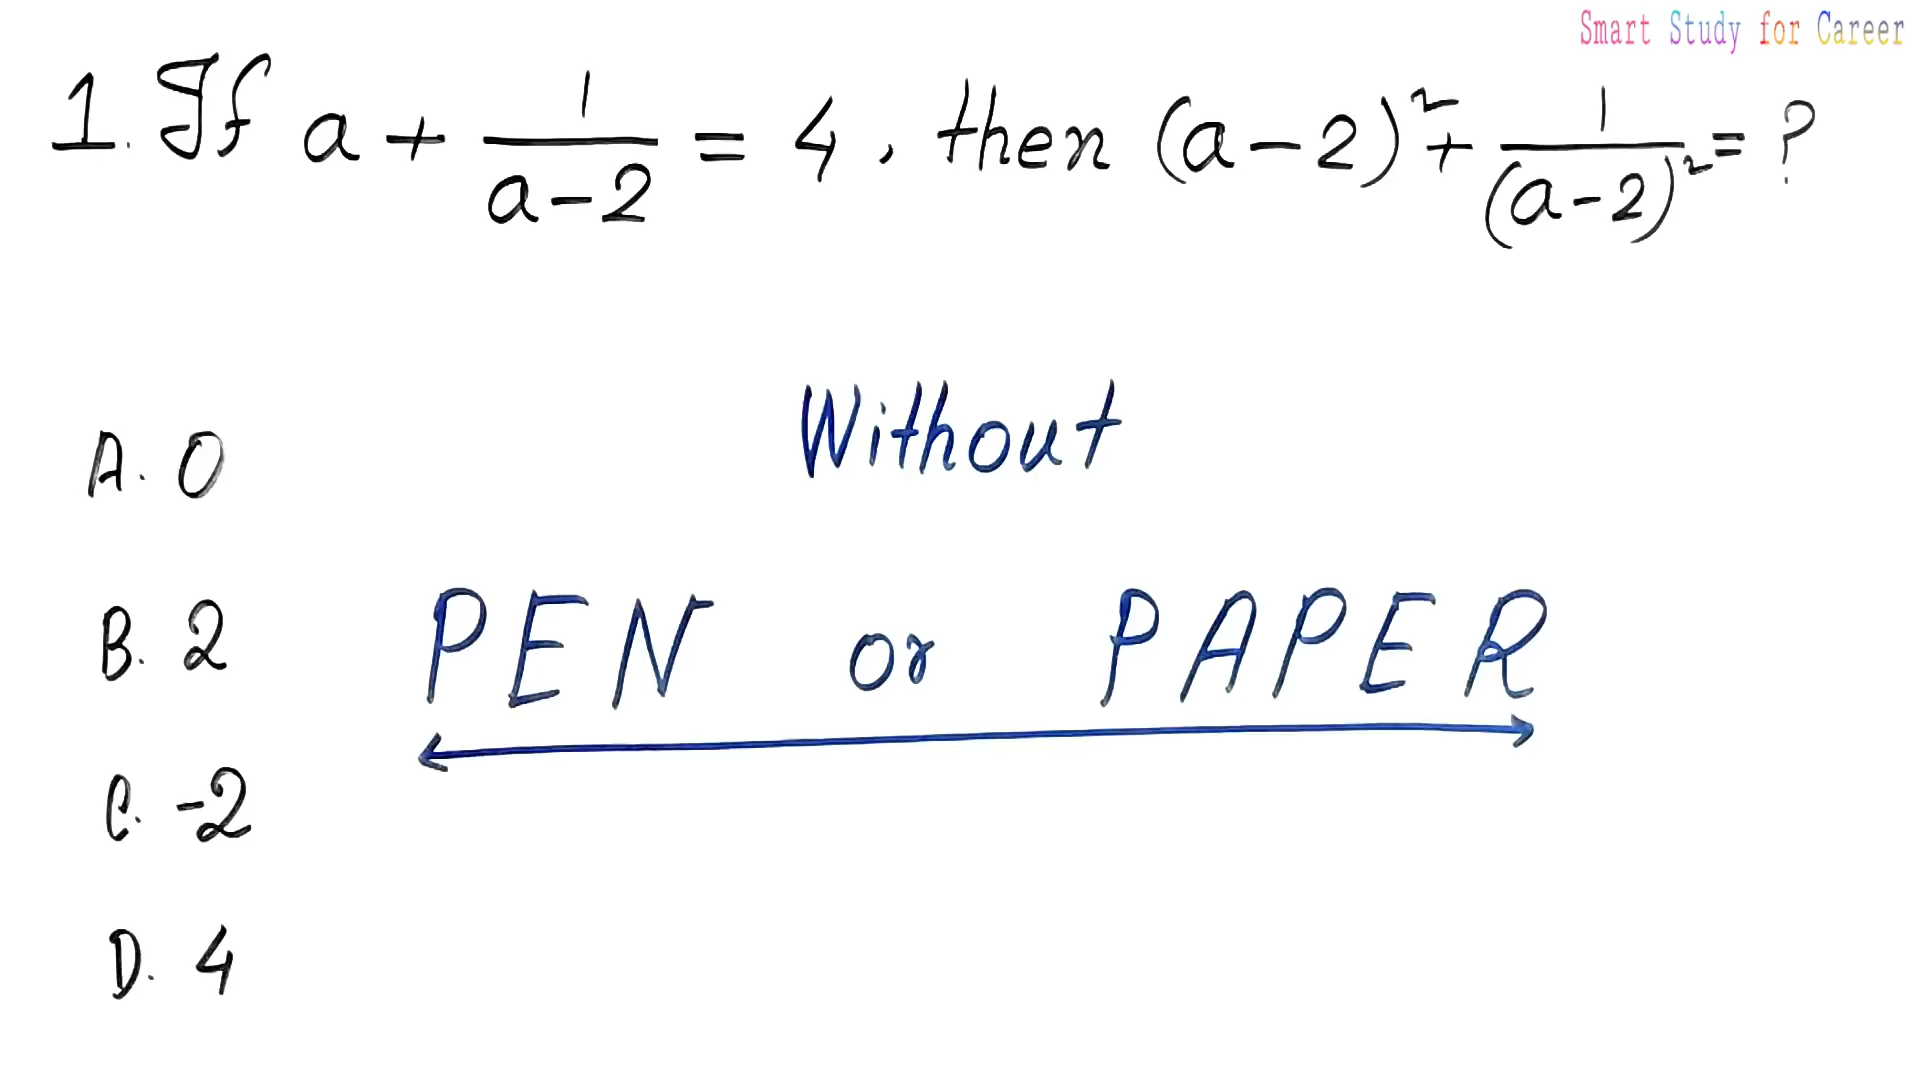 Smart Study for Career
1. If a + 1/(a-2) = 4, then (a-2)² + 1/(a-2)² = ?
Without
A. 0
PEN or PAPER
B. 2
C. -2
D. 4